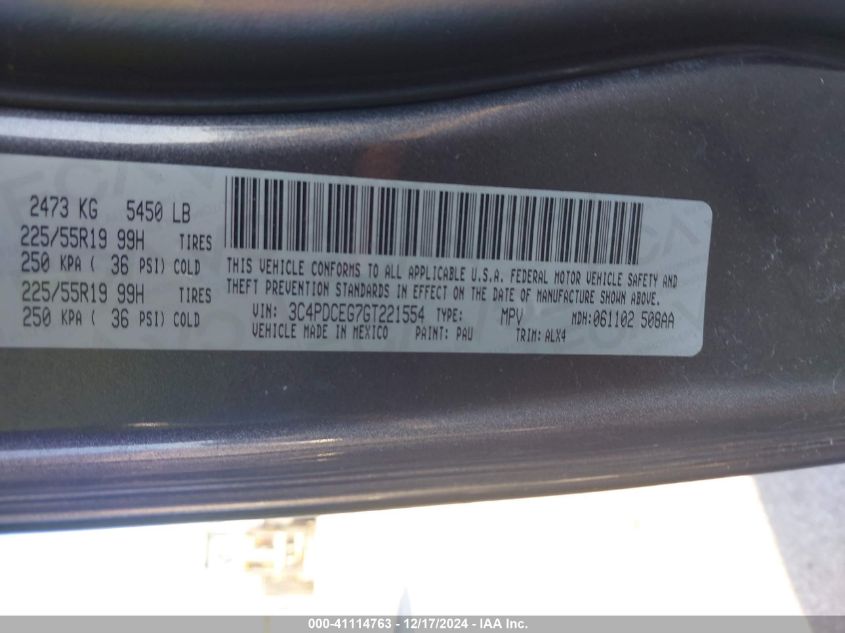 2473 KG 5450 LB
225/55R19 99H TIRES
250 KPA ( 36 PSI) COLD
225/55R19 99H TIRES
250 KPA ( 36 PSI) COLD
THIS VEHICLE CONFORMS TO ALL APPLICABLE U.S.A. FEDERAL MOTOR VEHICLE SAFETY AND
THEFT PREVENTION STANDARDS IN EFFECT ON THE DATE OF MANUFACTURE SHOWN ABOVE.
VIN: 3C4PDCEG7GT221554 TYPE: MPV MDH:061102 508AA
VEHICLE MADE IN MEXICO PAINT: PAU TRIM: ALX4
000-41114763 - 12/17/2024 - IAA Inc.